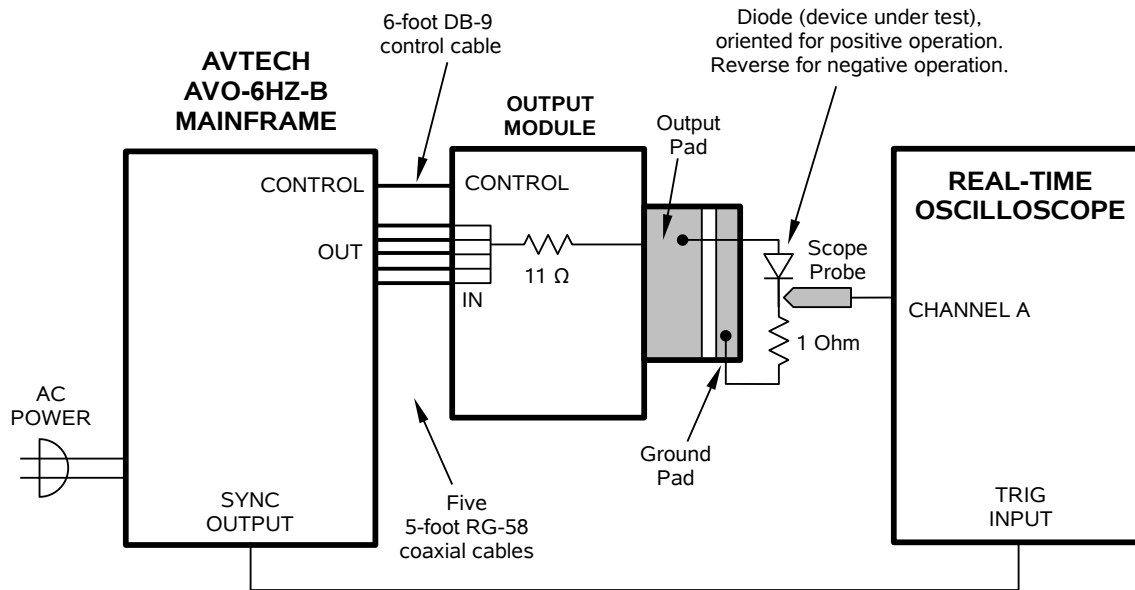 6-foot DB-9
control cable
Diode (device under test),
oriented for positive operation.
Reverse for negative operation.
AVTECH
AVO-6HZ-B
MAINFRAME
OUTPUT
MODULE
Output
Pad
CONTROL
CONTROL
REAL-TIME
OSCILLOSCOPE
OUT
IN
11 Ω
Scope
Probe
CHANNEL A
1 Ohm
AC
POWER
Ground
Pad
SYNC
OUTPUT
Five
5-foot RG-58
coaxial cables
TRIG
INPUT